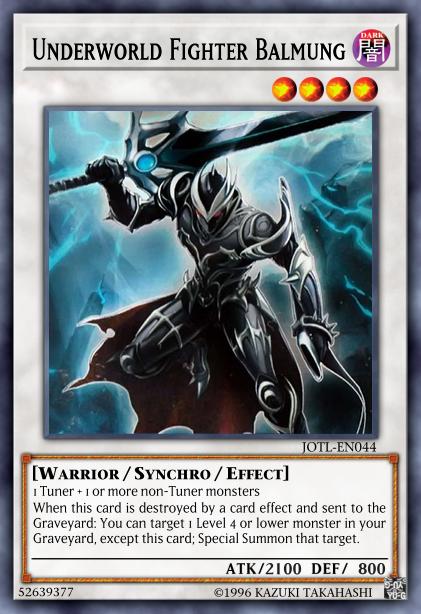 UNDERWORLD FIGHTER BALMUNG
DARK
闇
JOTL-EN044
[WARRIOR / SYNCHRO / EFFECT]
1 Tuner + 1 or more non-Tuner monsters
When this card is destroyed by a card effect and sent to the
Graveyard: You can target 1 Level 4 or lower monster in your
Graveyard, except this card; Special Summon that target.
ATK/2100 DEF/ 800
52639377
©1996 KAZUKI TAKAHASHI